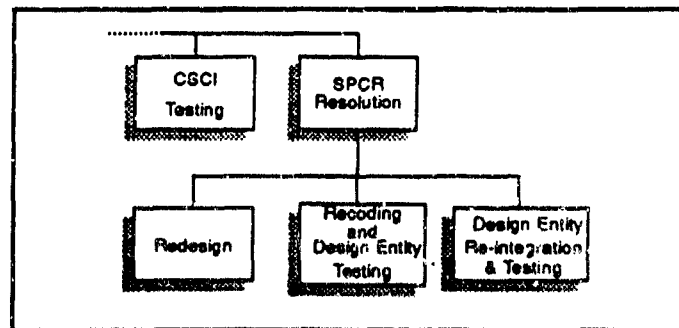 CSCI
Testing
SPCR
Resolution
Redesign
Recoding
and
Design Entity
Testing
Design Entity
Re-integration
& Testing